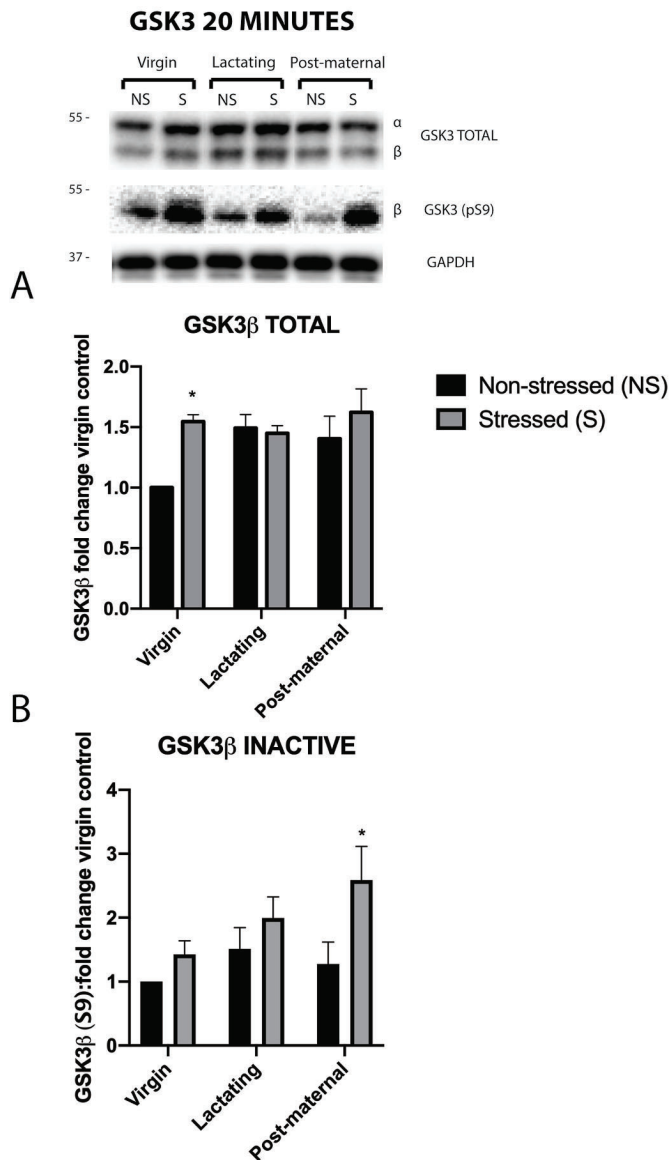 GSK3 20 MINUTES
Virgin Lactating Post-maternal
NS S NS S NS S
55 -
α
β
GSK3 TOTAL
55 -
β
GSK3 (pS9)
37 -
GAPDH
A
GSK3β TOTAL
GSK3β fold change virgin control
2.0
1.5
1.0
0.5
0.0
*
Virgin
Lactating
Post-maternal
Non-stressed (NS)
Stressed (S)
B
GSK3β INACTIVE
GSK3β (S9):fold change virgin control
4
3
2
1
0
*
Virgin
Lactating
Post-maternal